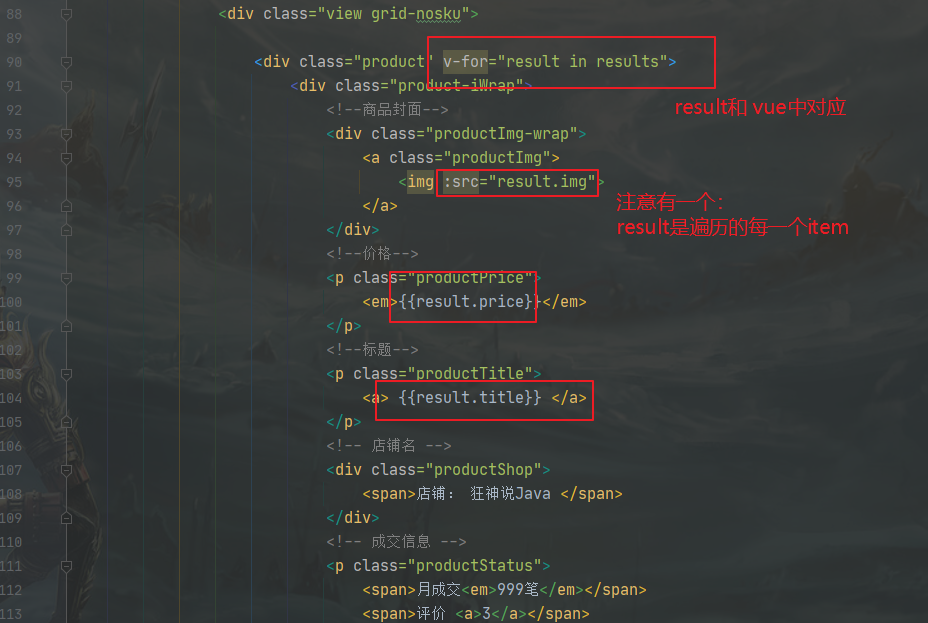 88 <div class="view grid-nosku">
89
90 <div class="product" v-for="result in results">
91 <div class="product-iWrap">
result和 vue中对应
92 <!--商品封面-->
93 <div class="productImg-wrap">
94 <a class="productImg">
95 <img :src="result.img">
注意有一个:
96 </a>
97 </div>
result是遍历的每一个item
98 <!--价格-->
99 <p class="productPrice">
100 <em>{{result.price}}</em>
101 </p>
102 <!--标题-->
103 <p class="productTitle">
104 <a> {{result.title}} </a>
105 </p>
106 <!-- 店铺名 -->
107 <div class="productShop">
108 <span>店铺： 狂神说Java </span>
109 </div>
110 <!-- 成交信息 -->
111 <p class="productStatus">
112 <span>月成交<em>999笔</em></span>
113 <span>评价 <a>3</a></span>